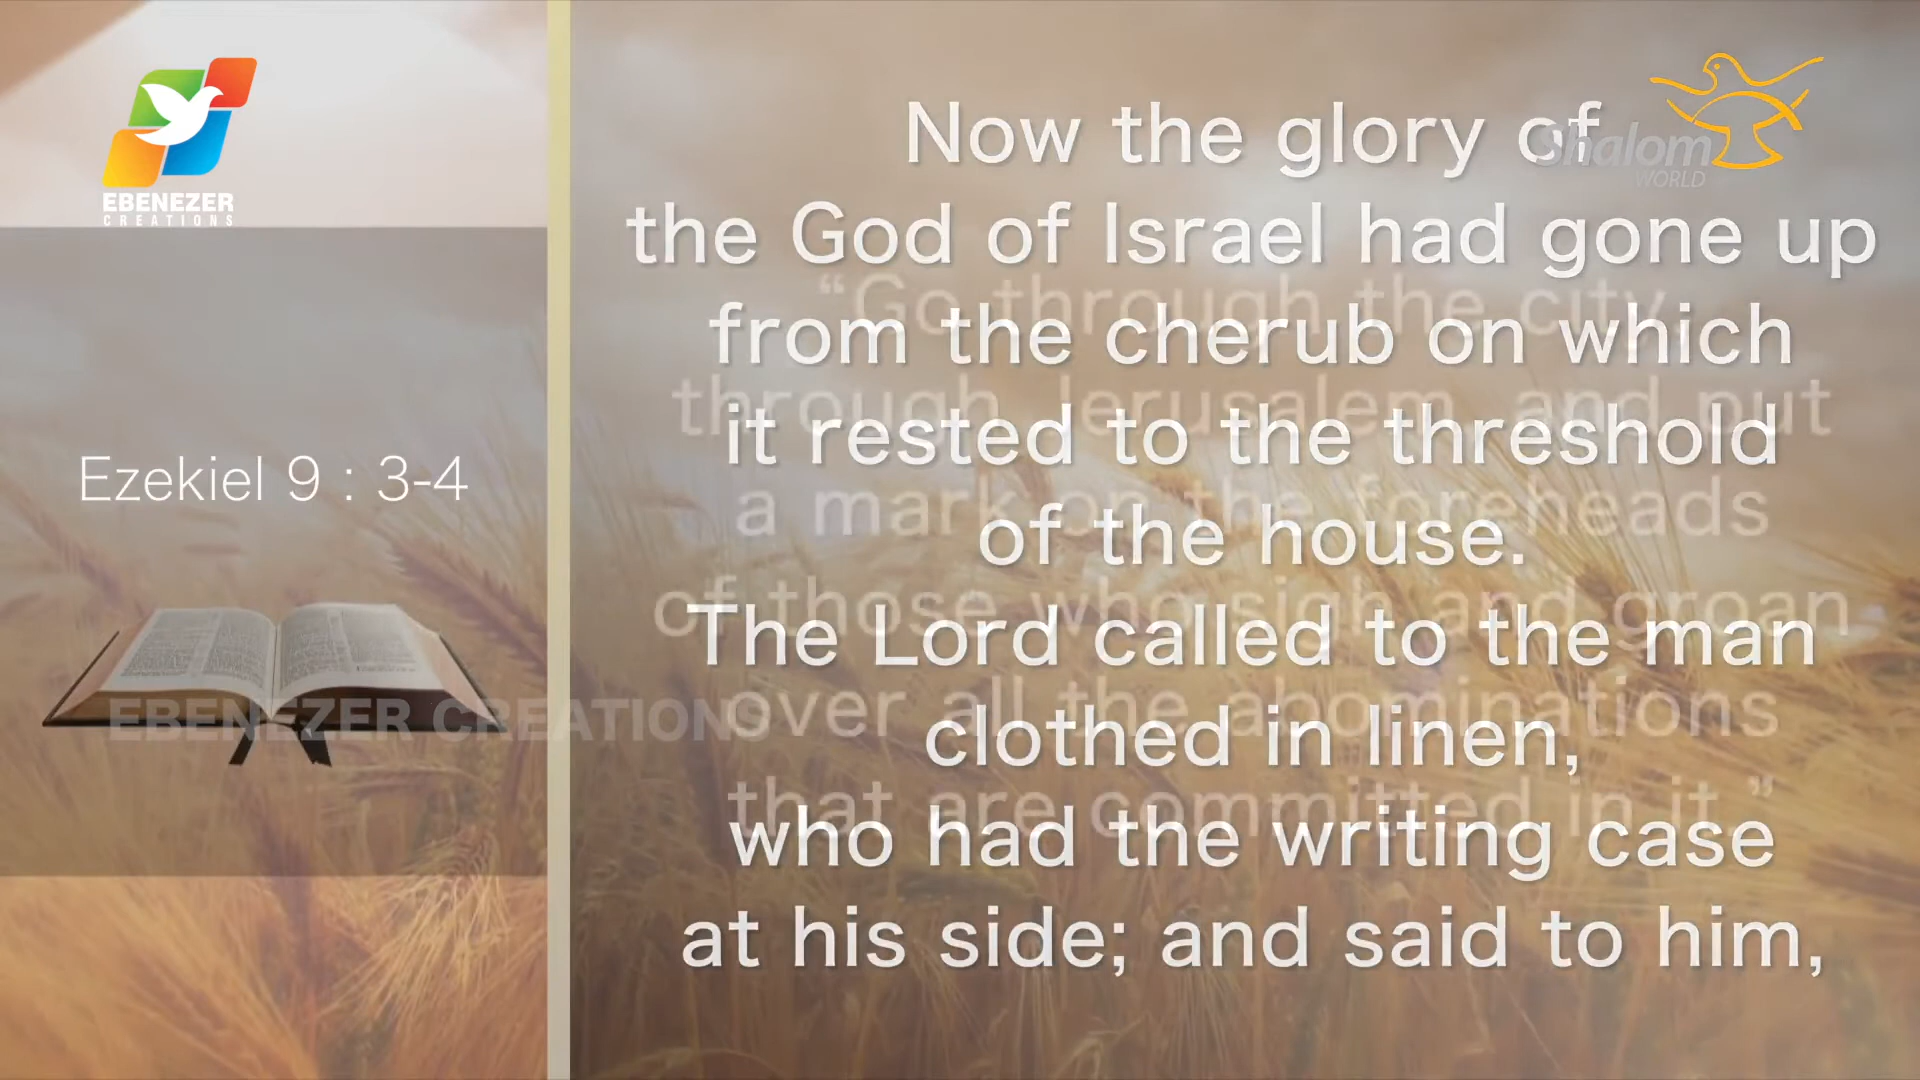 EBENEZER
CREATIONS
Ezekiel 9 : 3-4
EBENEZER CREATIONS
Shalom
WORLD
Now the glory of
the God of Israel had gone up
from the cherub on which
it rested to the threshold
of the house.
The Lord called to the man
clothed in linen,
who had the writing case
at his side; and said to him,
“Go through the city,
through Jerusalem, and put
a mark on the foreheads
of those who sigh and groan
over all the abominations
that are committed in it.”